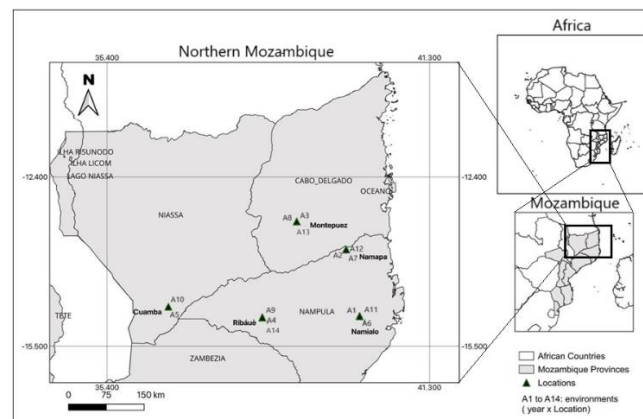 Northern Mozambique
35.400
41.300
N
ILHA RISUNODO
ILHA LICOM
LAGO NIASSA
-12.400
CABO_DELGADO
-12.400
OCEANO
NIASSA
A8 A3
Montepuez
A13
A12
A2 A7 Namapa
A10
Cuamba A5
A9
Ribáuè A4
A14
NAMPULA
A1 A11
A6
Namialo
TETE
-15.500
ZAMBEZIA
-15.500
35.400
41.300
0 75 150 km
Africa
Mozambique
African Countries
Mozambique Provinces
Locations
A1 to A14: environments
( year x Location)